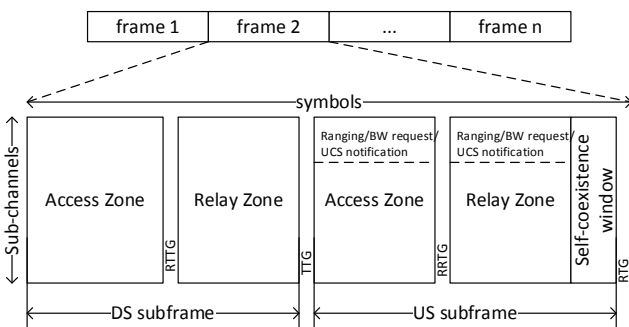 frame 1
frame 2
...
frame n
symbols
Sub-channels
Access Zone
RTTG
Relay Zone
TTG
Ranging/BW request/
UCS notification
Access Zone
RRTG
Ranging/BW request/
UCS notification
Relay Zone
Self-coexistence
window
RTG
DS subframe
US subframe